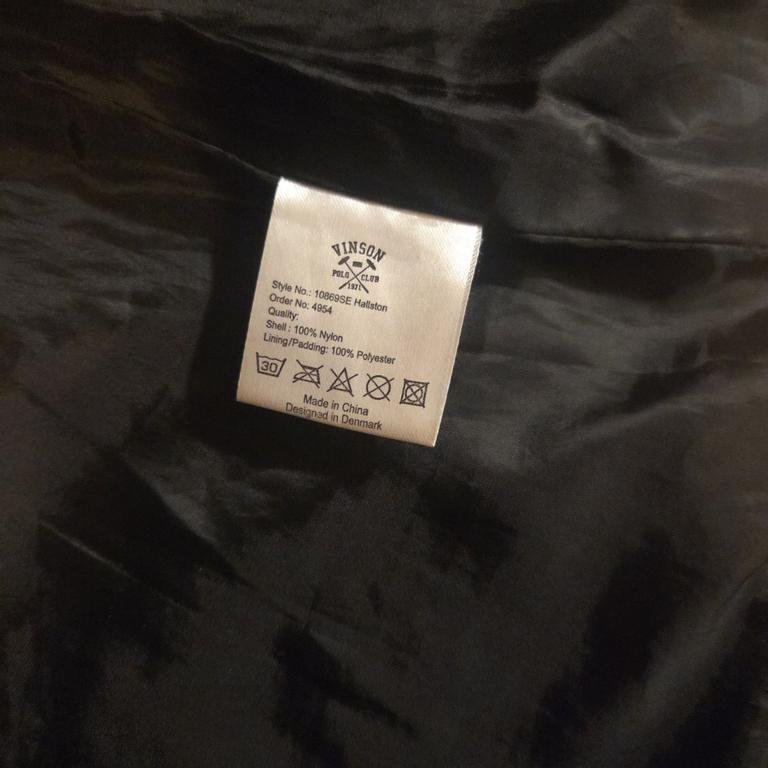 VINSON
POLO CLUB
1971
Style No.: 10869SE Hallston
Order No: 4954
Quality:
Shell : 100% Nylon
Lining/Padding: 100% Polyester
30
Made in China
Designed in Denmark